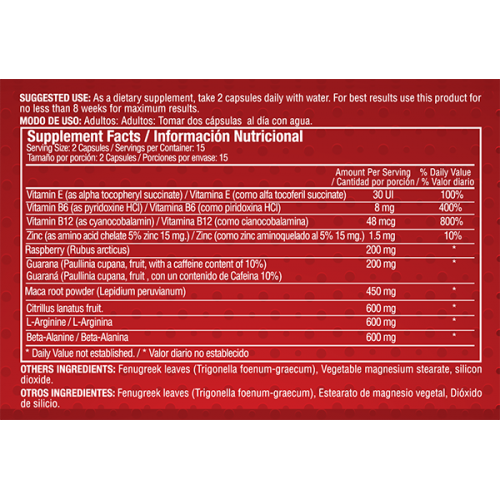 SUGGESTED USE: As a dietary supplement, take 2 capsules daily with water. For best results use this product for
no less than 8 weeks for maximum results.
MODO DE USO: Adultos: Adultos: Tomar dos cápsulas al día con agua.
Supplement Facts / Información Nutricional
Serving Size: 2 Capsules / Servings per Container: 15
Tamaño por porción: 2 Capsules / Porciones por envase: 15
Amount Per Serving % Daily Value
/ Cantidad por porción / % Valor diario
Vitamin E (as alpha tocopheryl succinate) / Vitamina E (como alfa tocoferil succinate) 30 UI 100%
Vitamin B6 (as pyridoxine HCl) / Vitamina B6 (como piridoxina HCl) 8 mg 400%
Vitamin B12 (as cyanocobalamin) / Vitamina B12 (como cianocobalamina) 48 mcg 800%
Zinc (as amino acid chelate 5% zinc 15 mg.) / Zinc (como zinc aminoquelado al 5% 15 mg.) 1.5 mg 10%
Raspberry (Rubus arcticus) 200 mg *
Guarana (Paullinia cupana, fruit, with a caffeine content of 10%) 200 mg *
Guaraná (Paullinia cupana, fruit , con un contenido de Cafeina 10%)
Maca root powder (Lepidium peruvianum) 450 mg *
Citrillus lanatus fruit. 600 mg *
L-Arginine / L-Arginina 600 mg *
Beta-Alanine / Beta-Alanina 600 mg *
* Daily Value not established. / * Valor diario no establecido
OTHERS INGREDIENTS: Fenugreek leaves (Trigonella foenum-graecum), Vegetable magnesium stearate, silicon
dioxide.
OTROS INGREDIENTES: Fenugreek leaves (Trigonella foenum-graecum), Estearato de magnesio vegetal, Dióxido
de silicio.